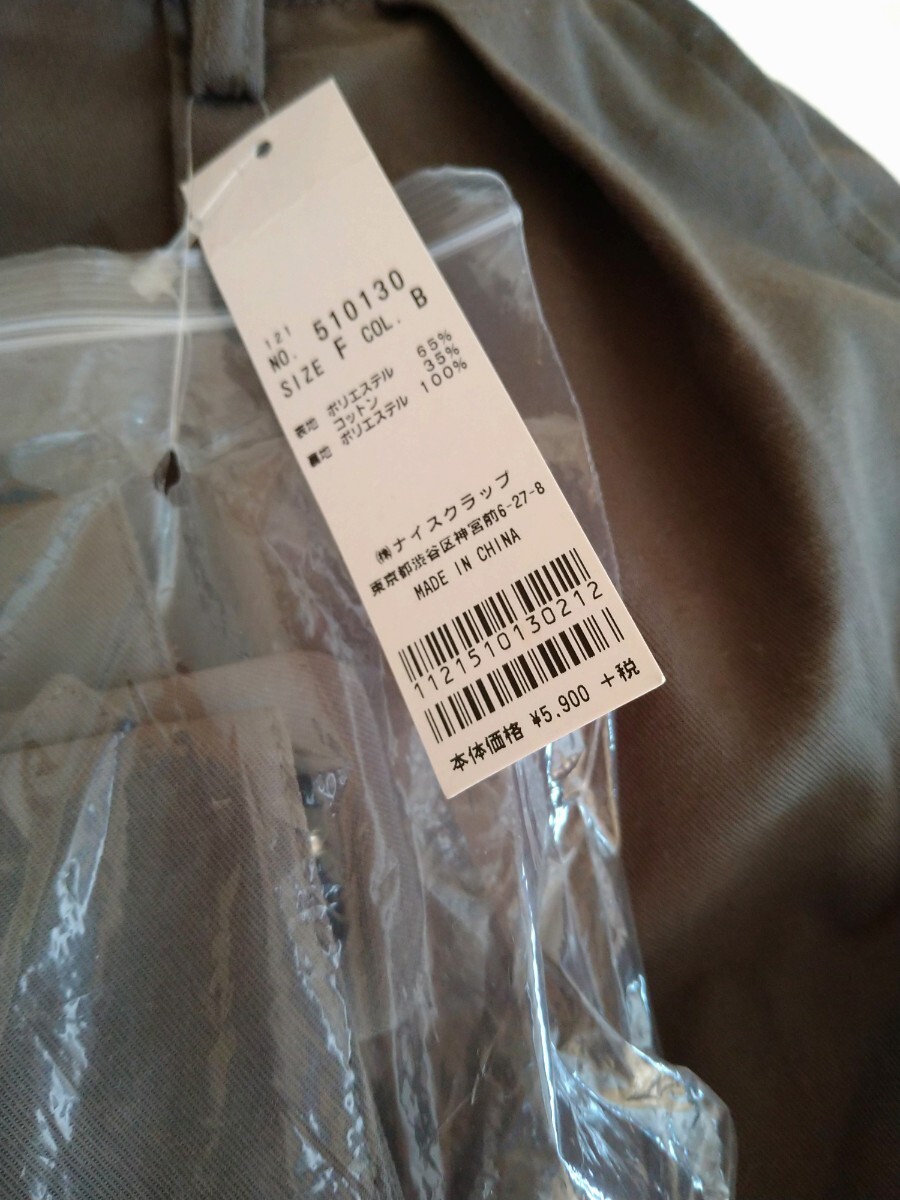 121
NO. 510130
SIZE F COL. B
表地 ポリエステル 65%
コットン 35%
裏地 ポリエステル 100%
㈱ナイスクラップ
東京都渋谷区神宮前6-27-8
MADE IN CHINA
1121510130212
本体価格 ¥5,900 +税